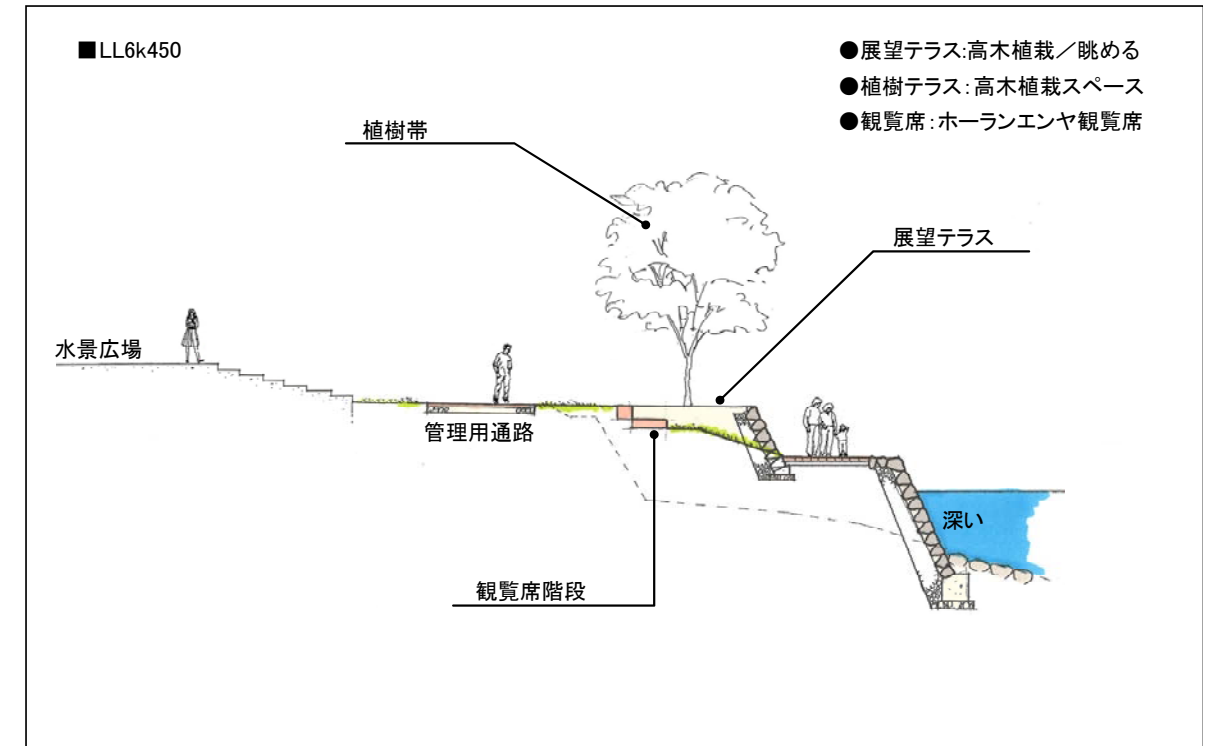 ■LL6k450
●展望テラス:高木植栽／眺める
●植樹テラス：高木植栽スペース
●観覧席：ホーランエンヤ観覧席
植樹帯
展望テラス
水景広場
管理用通路
深い
観覧席階段